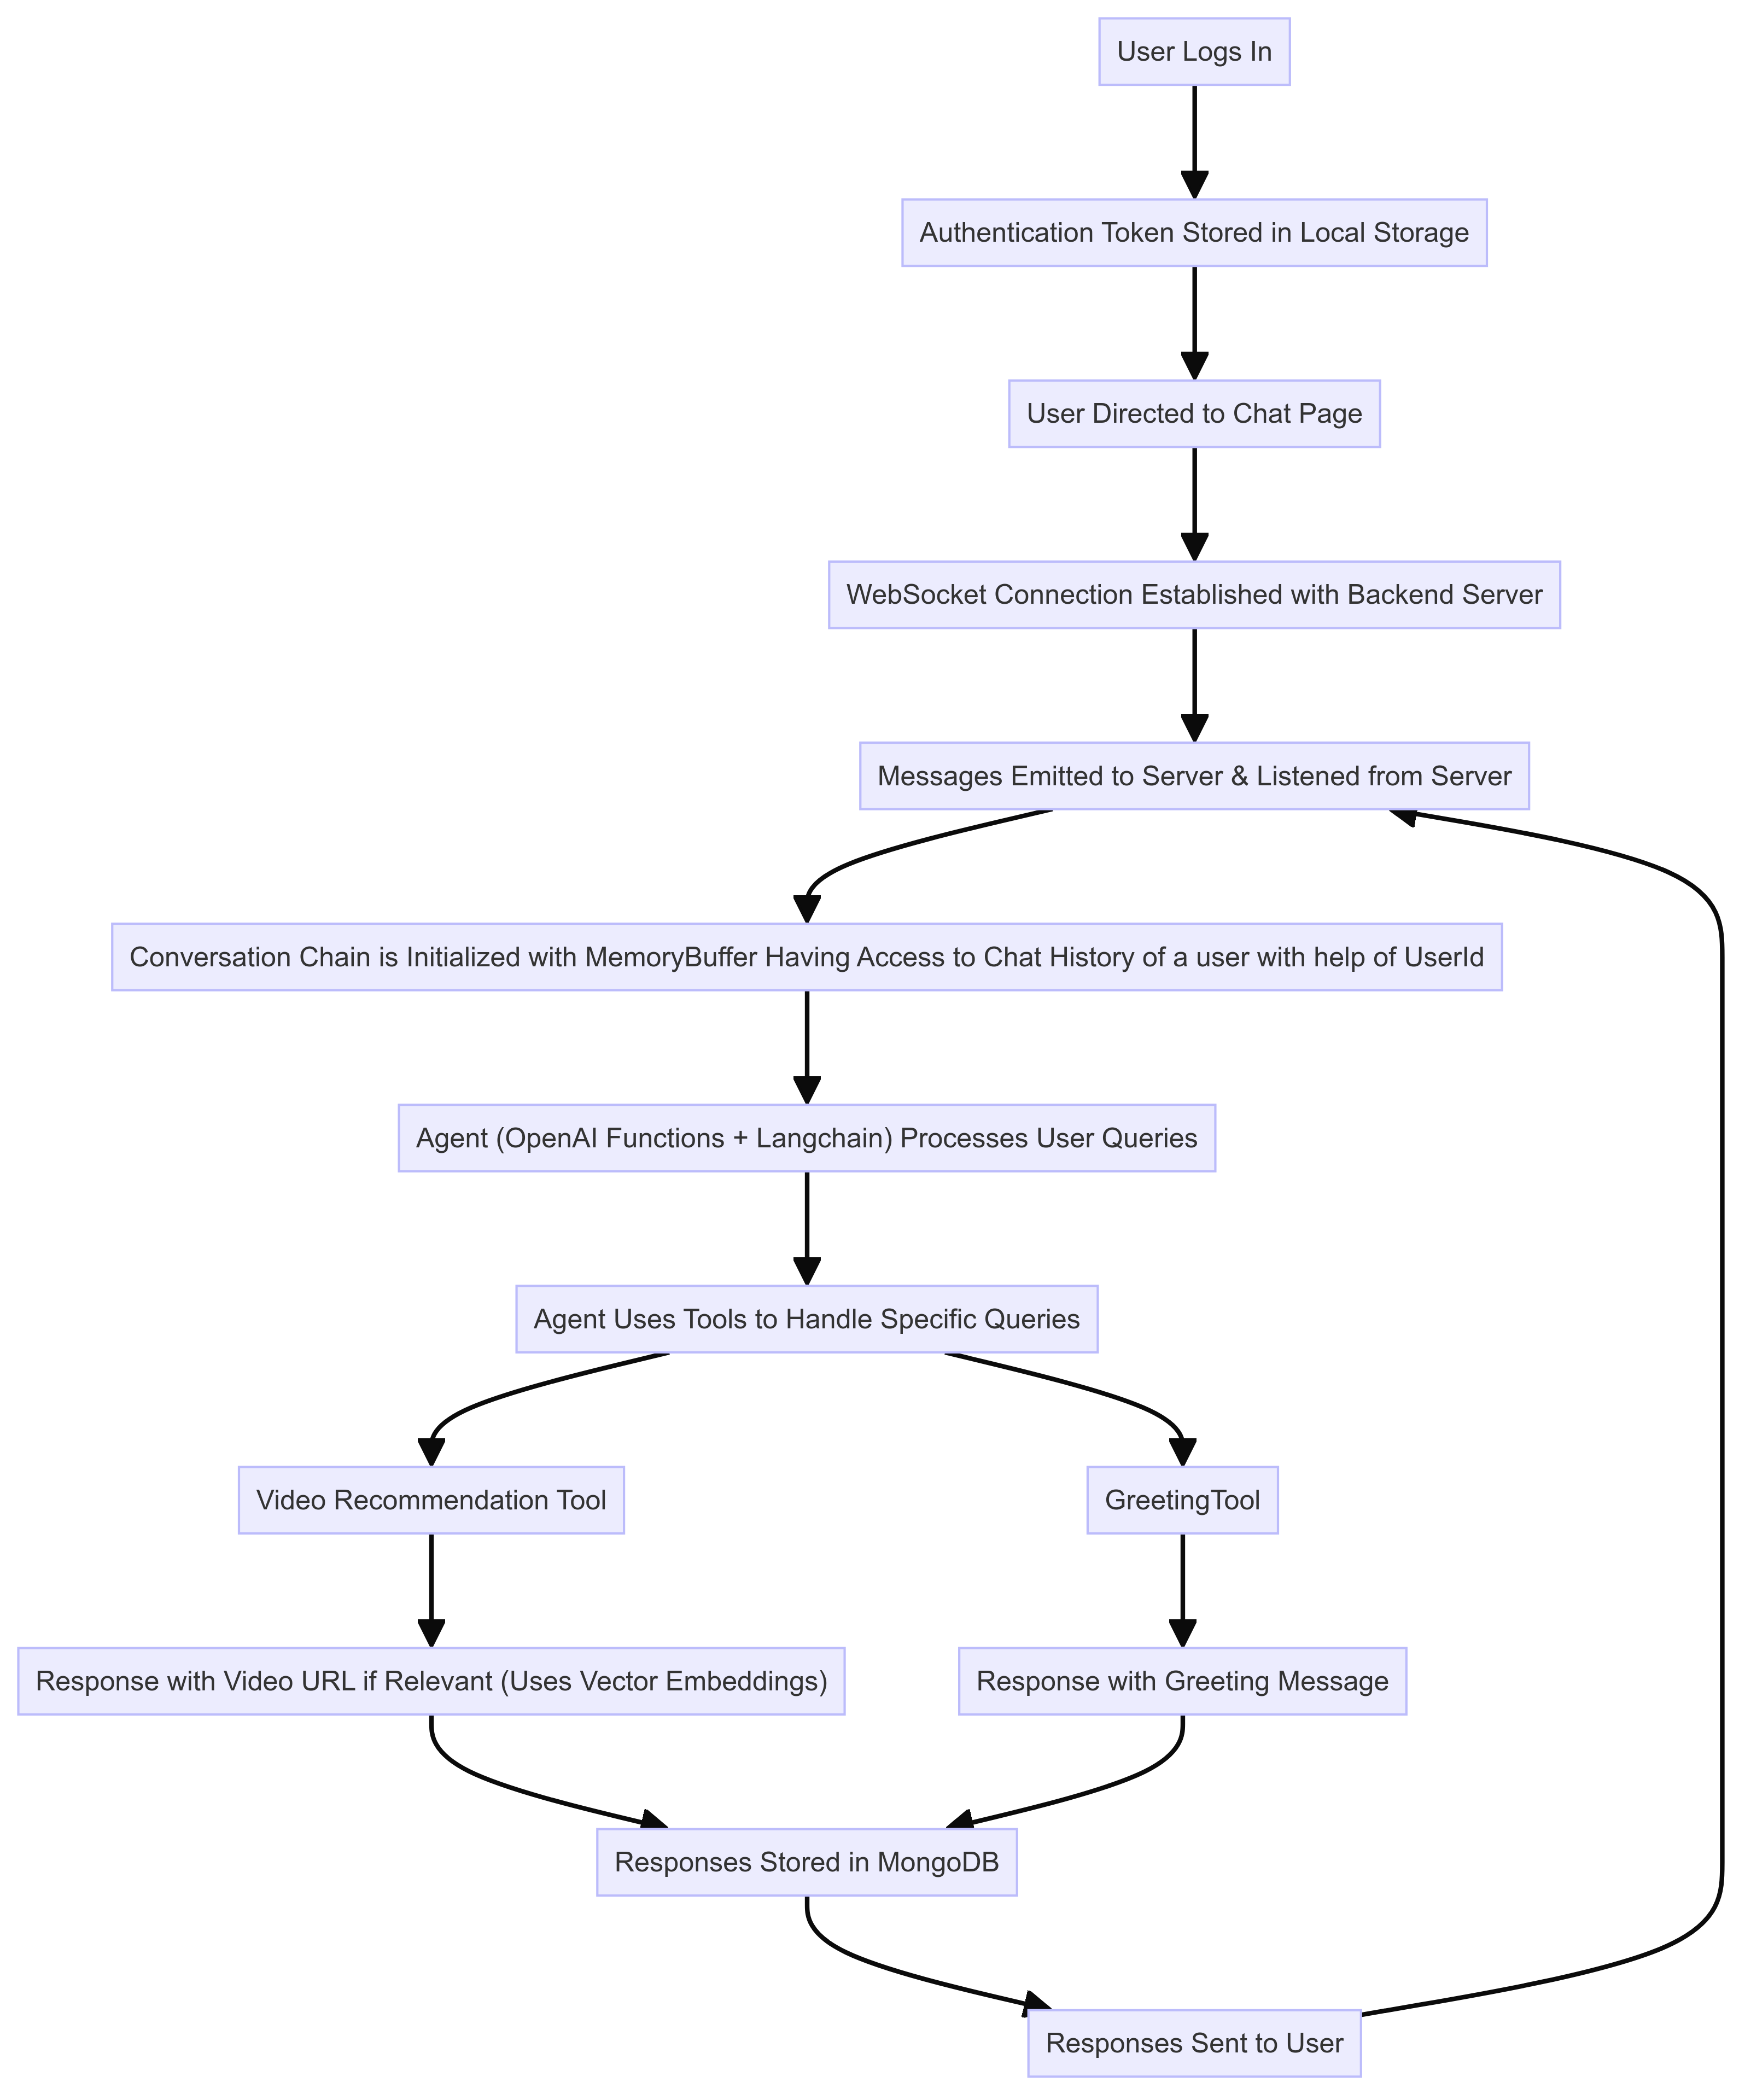 User Logs In
Authentication Token Stored in Local Storage
User Directed to Chat Page
WebSocket Connection Established with Backend Server
Messages Emitted to Server & Listened from Server
Conversation Chain is Initialized with MemoryBuffer Having Access to Chat History of a user with help of UserId
Agent (OpenAI Functions + Langchain) Processes User Queries
Agent Uses Tools to Handle Specific Queries
Video Recommendation Tool
GreetingTool
Response with Video URL if Relevant (Uses Vector Embeddings)
Response with Greeting Message
Responses Stored in MongoDB
Responses Sent to User